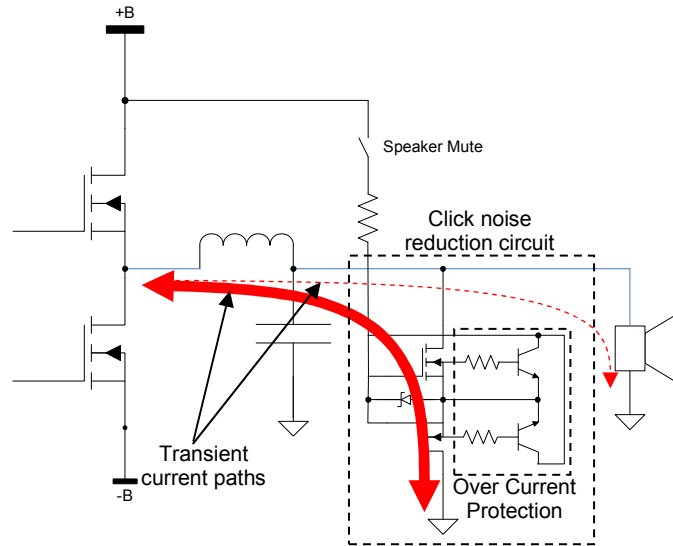 +B
Speaker Mute
Click noise
reduction circuit
Transient
current paths
Over Current
Protection
-B